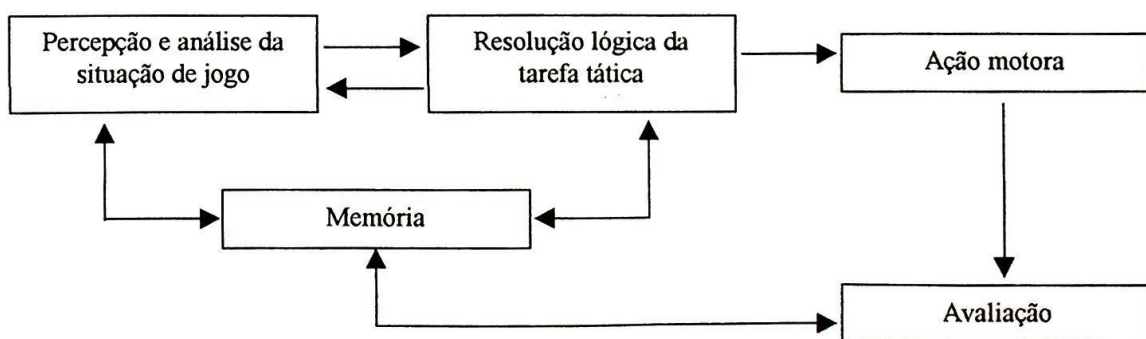 Percepção e análise da
situação de jogo
Resolução lógica da
tarefa tática
Ação motora
Memória
Avaliação